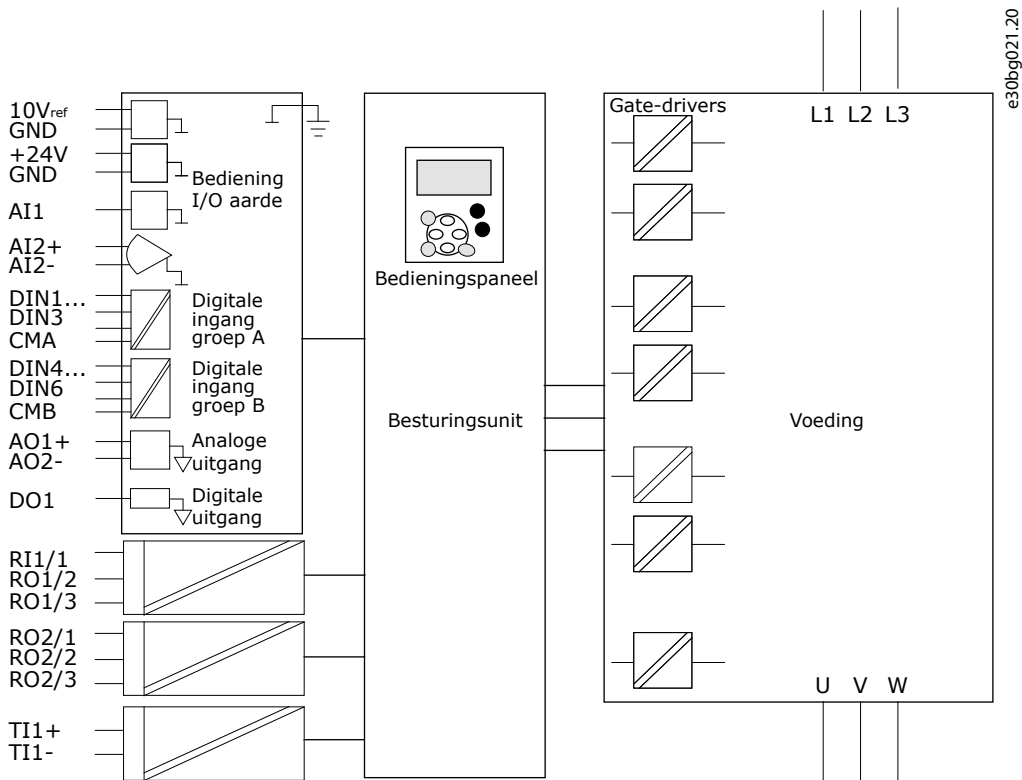 e30bg021.20
10Vref
GND
+24V
GND
AI1
AI2+
AI2-
DIN1...
DIN3
CMA
DIN4...
DIN6
CMB
AO1+
AO2-
DO1
RI1/1
RO1/2
RO1/3
RO2/1
RO2/2
RO2/3
TI1+
TI1-
Bediening
I/O aarde
Digitale
ingang
groep A
Digitale
ingang
groep B
Analoge
uitgang
Digitale
uitgang
Bedieningspaneel
Besturingsunit
Gate-drivers
L1 L2 L3
Voeding
U V W